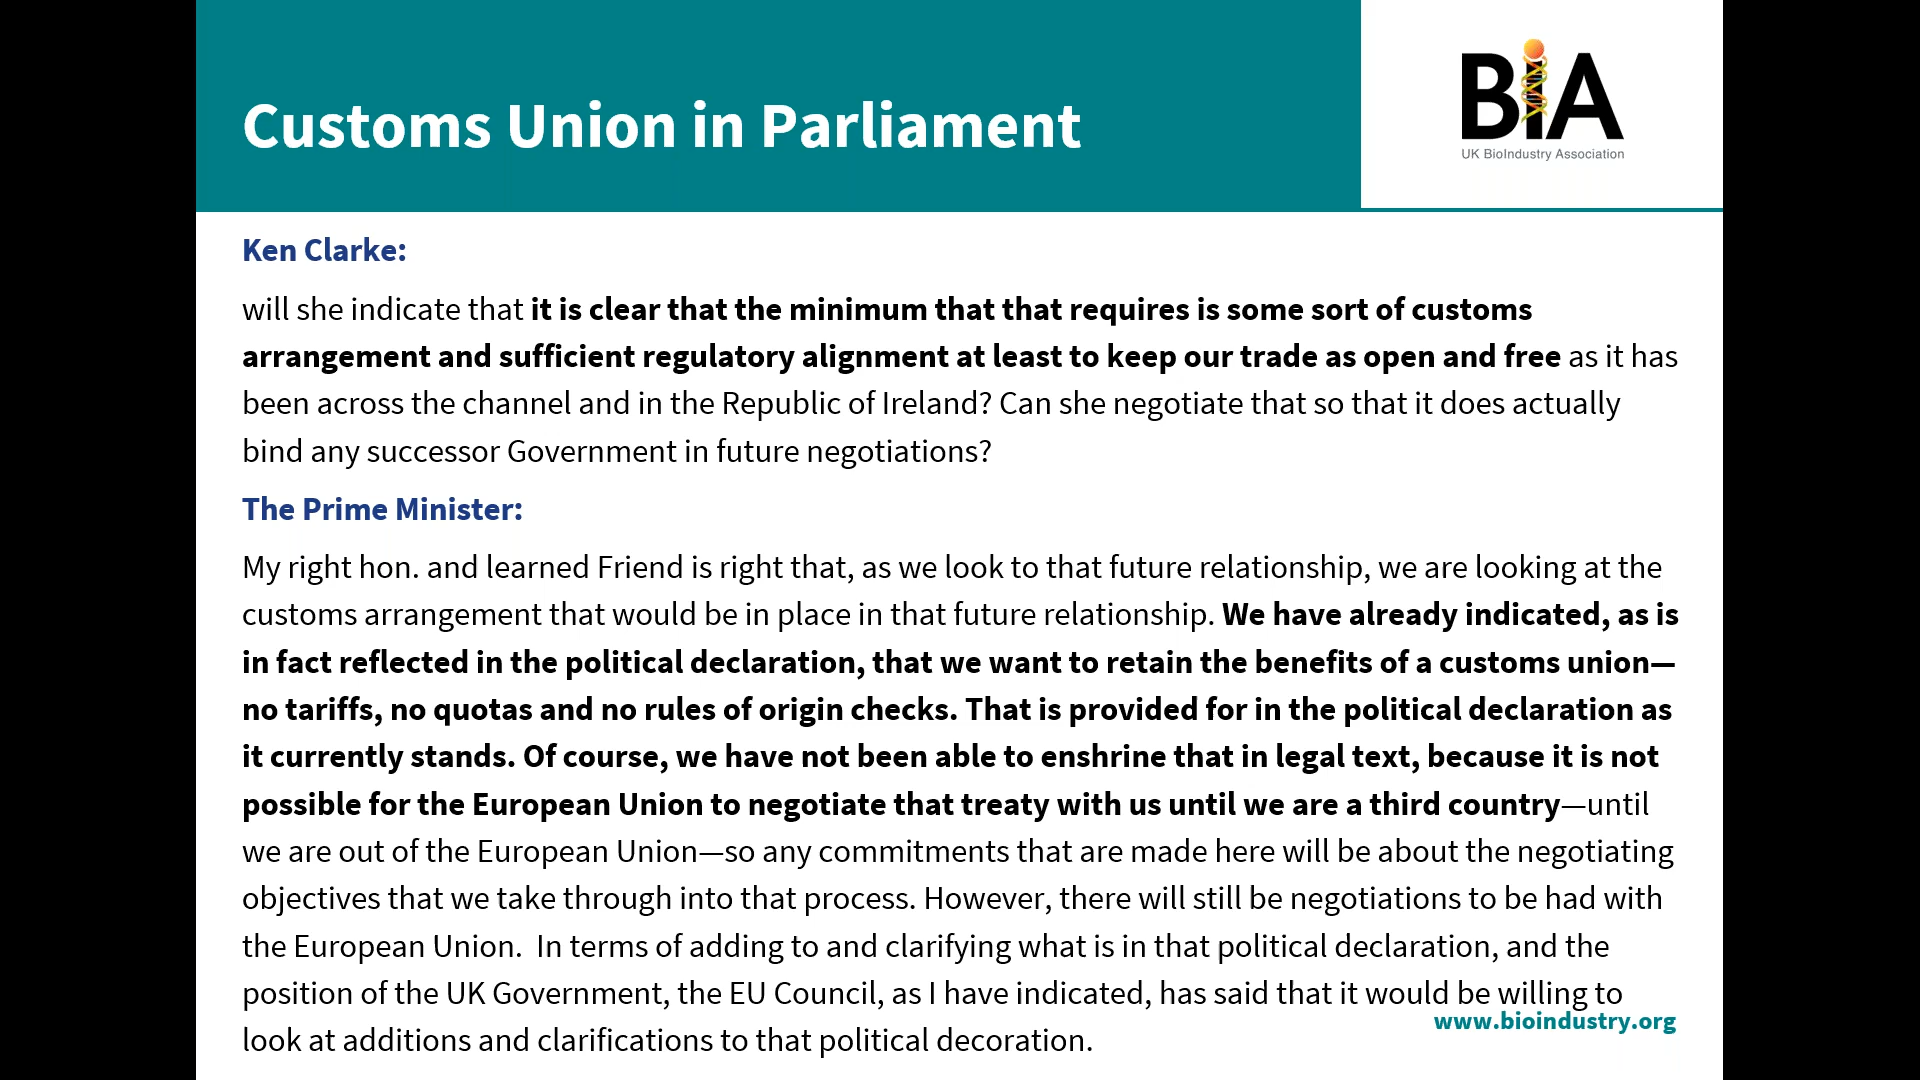 Customs Union in Parliament
BiA
UK BioIndustry Association
Ken Clarke:
will she indicate that it is clear that the minimum that that requires is some sort of customs
arrangement and sufficient regulatory alignment at least to keep our trade as open and free as it has
been across the channel and in the Republic of Ireland? Can she negotiate that so that it does actually
bind any successor Government in future negotiations?
The Prime Minister:
My right hon. and learned Friend is right that, as we look to that future relationship, we are looking at the
customs arrangement that would be in place in that future relationship. We have already indicated, as is
in fact reflected in the political declaration, that we want to retain the benefits of a customs union—
no tariffs, no quotas and no rules of origin checks. That is provided for in the political declaration as
it currently stands. Of course, we have not been able to enshrine that in legal text, because it is not
possible for the European Union to negotiate that treaty with us until we are a third country—until
we are out of the European Union—so any commitments that are made here will be about the negotiating
objectives that we take through into that process. However, there will still be negotiations to be had with
the European Union.  In terms of adding to and clarifying what is in that political declaration, and the
position of the UK Government, the EU Council, as I have indicated, has said that it would be willing to
look at additions and clarifications to that political decoration.
www.bioindustry.org